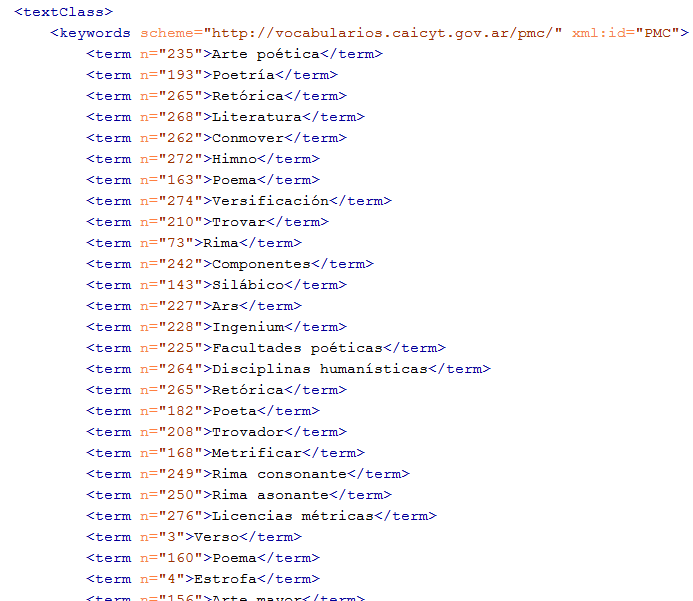 <textClass>
<keywords scheme="http://vocabularios.caicyt.gov.ar/pmc/" xml:id="PMC">
<term n="235">Arte poética</term>
<term n="193">Poetría</term>
<term n="265">Retórica</term>
<term n="268">Literatura</term>
<term n="262">Conmover</term>
<term n="272">Himno</term>
<term n="163">Poema</term>
<term n="274">Versificación</term>
<term n="210">Trovar</term>
<term n="73">Rima</term>
<term n="242">Componentes</term>
<term n="143">Silábico</term>
<term n="227">Ars</term>
<term n="228">Ingenium</term>
<term n="225">Facultades poéticas</term>
<term n="264">Disciplinas humanísticas</term>
<term n="265">Retórica</term>
<term n="182">Poeta</term>
<term n="208">Trovador</term>
<term n="168">Metrificar</term>
<term n="249">Rima consonante</term>
<term n="250">Rima asonante</term>
<term n="276">Licencias métricas</term>
<term n="3">Verso</term>
<term n="160">Poema</term>
<term n="4">Estrofa</term>
<term n="156">Arte mayor</term>